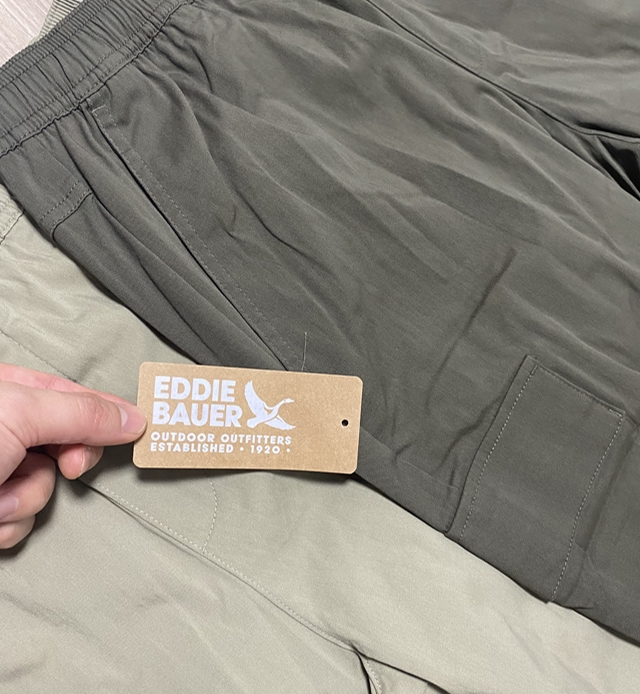 EDDIE
BAUER
OUTDOOR OUTFITTERS
ESTABLISHED • 1920 •